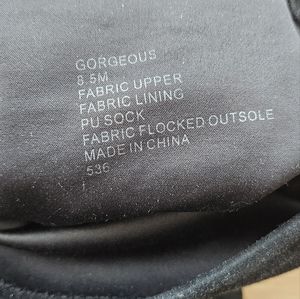 GORGEOUS
8.5M
FABRIC UPPER
FABRIC LINING
PU SOCK
FABRIC FLOCKED OUTSOLE
MADE IN CHINA
536